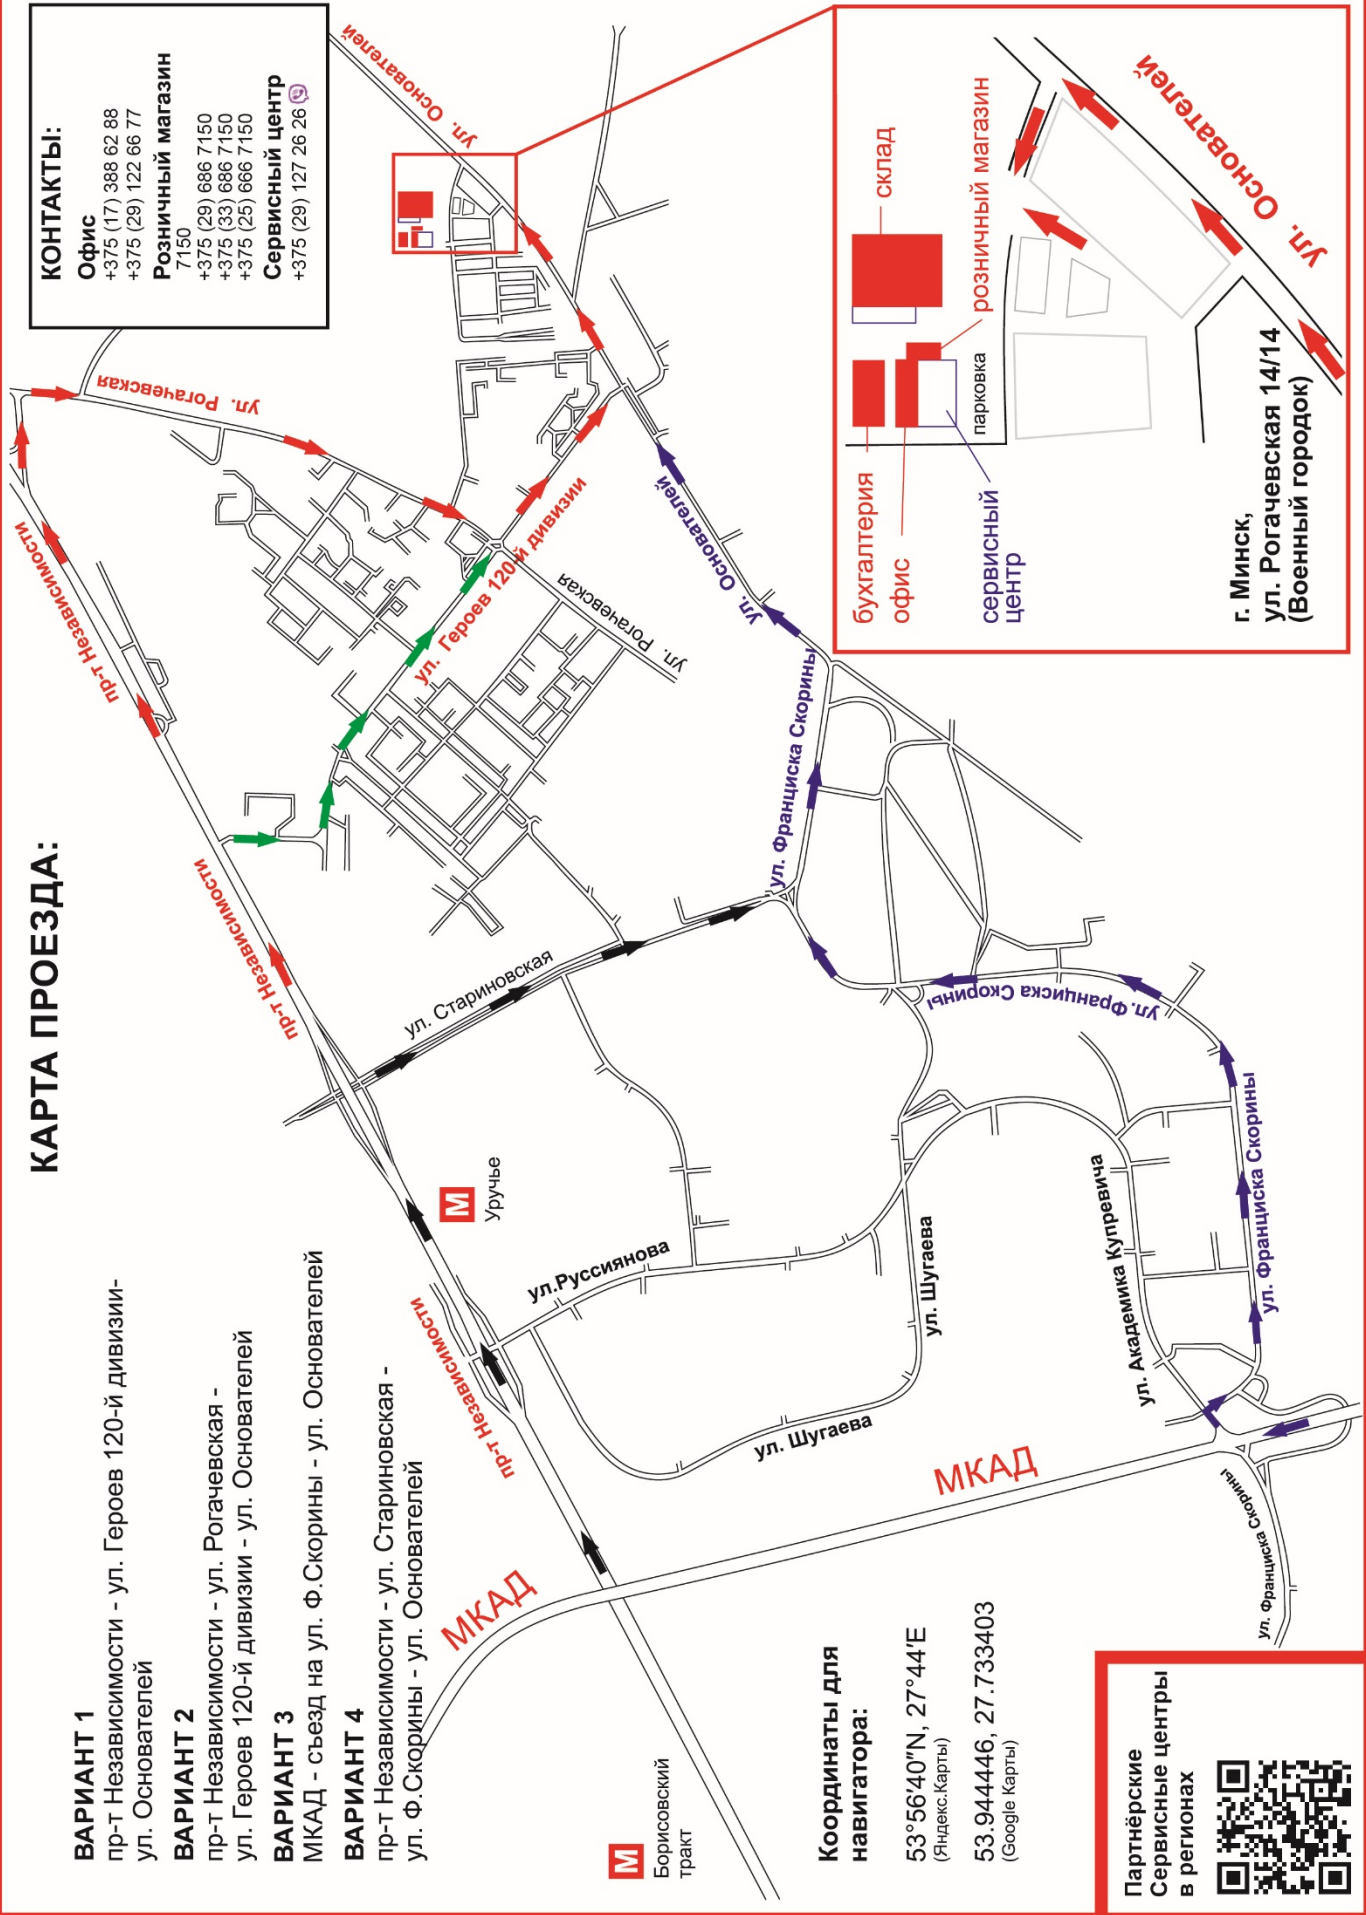 КАРТА ПРОЕЗДА:
ВАРИАНТ 1
пр-т Независимости - ул. Героев 120-й дивизии-
ул. Основателей
ВАРИАНТ 2
пр-т Независимости - ул. Рогачевская -
ул. Героев 120-й дивизии - ул. Основателей
ВАРИАНТ 3
МКАД - съезд на ул. Ф.Скорины - ул. Основателей
ВАРИАНТ 4
пр-т Независимости - ул. Стариновская -
ул. Ф.Скорины - ул. Основателей
КОНТАКТЫ:
Офис
+375 (17) 388 62 88
+375 (29) 122 66 77
Розничный магазин
7150
+375 (29) 686 7150
+375 (33) 686 7150
+375 (25) 666 7150
Сервисный центр
+375 (29) 127 26 26
пр-т Независимости
пр-т Независимости
пр-т Независимости
ул. Рогачевская
ул. Основателей
ул. Героев 120-й дивизии
ул. Рогачевская
ул. Стариновская
М
Уручье
ул.Руссиянова
ул. Основателей
ул. Франциска Скорины
ул.Франциска Скорины
ул. Франциска Скорины
ул. Франциска Скорины
ул. Шугаева
ул. Шугаева
ул. Академика Купревича
МКАД
МКАД
М
Борисовский
тракт
Координаты для
навигатора:
53°56'40"N, 27°44'E
(Яндекс.Карты)
53.944446, 27.733403
(Google Карты)
Партнёрские
Сервисные центры
в регионах
бухгалтерия
офис
сервисный
центр
парковка
склад
розничный магазин
ул. Основателей
г. Минск,
ул. Рогачевская 14/14
(Военный городок)